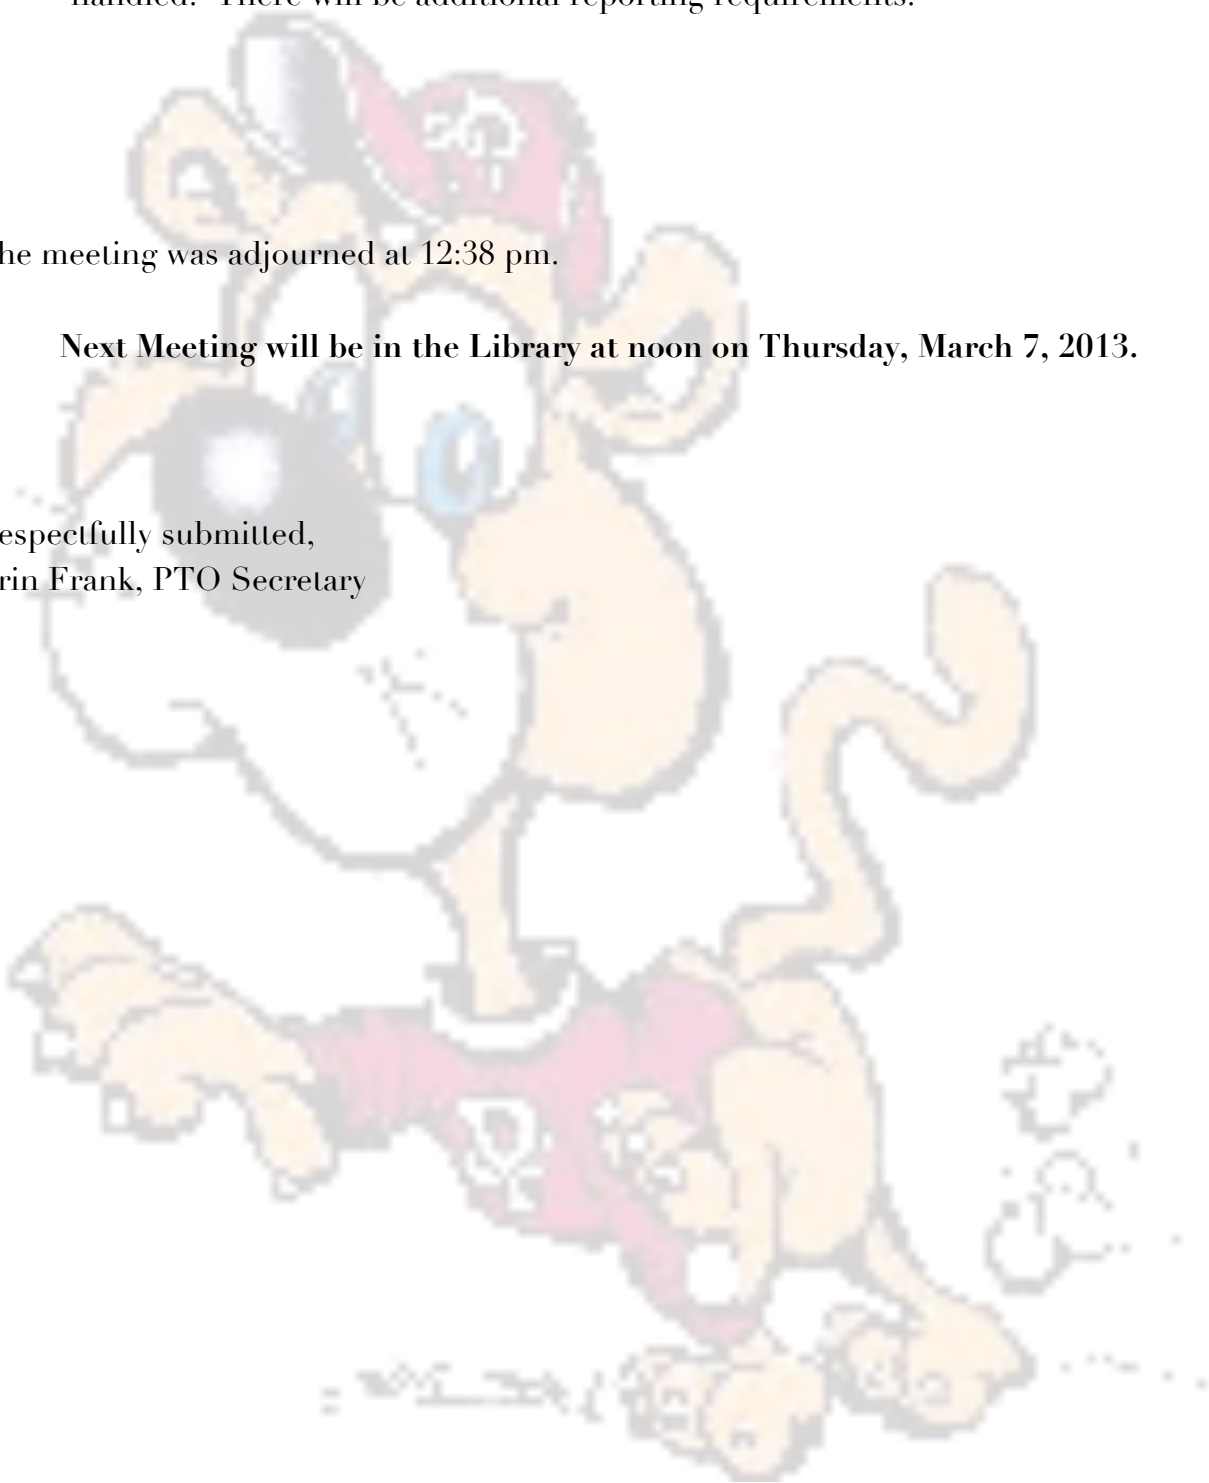 handled. There will be additional reporting requirements.
he meeting was adjourned at 12:38 pm.
Next Meeting will be in the Library at noon on Thursday, March 7, 2013.
espectfully submitted,
rin Frank, PTO Secretary